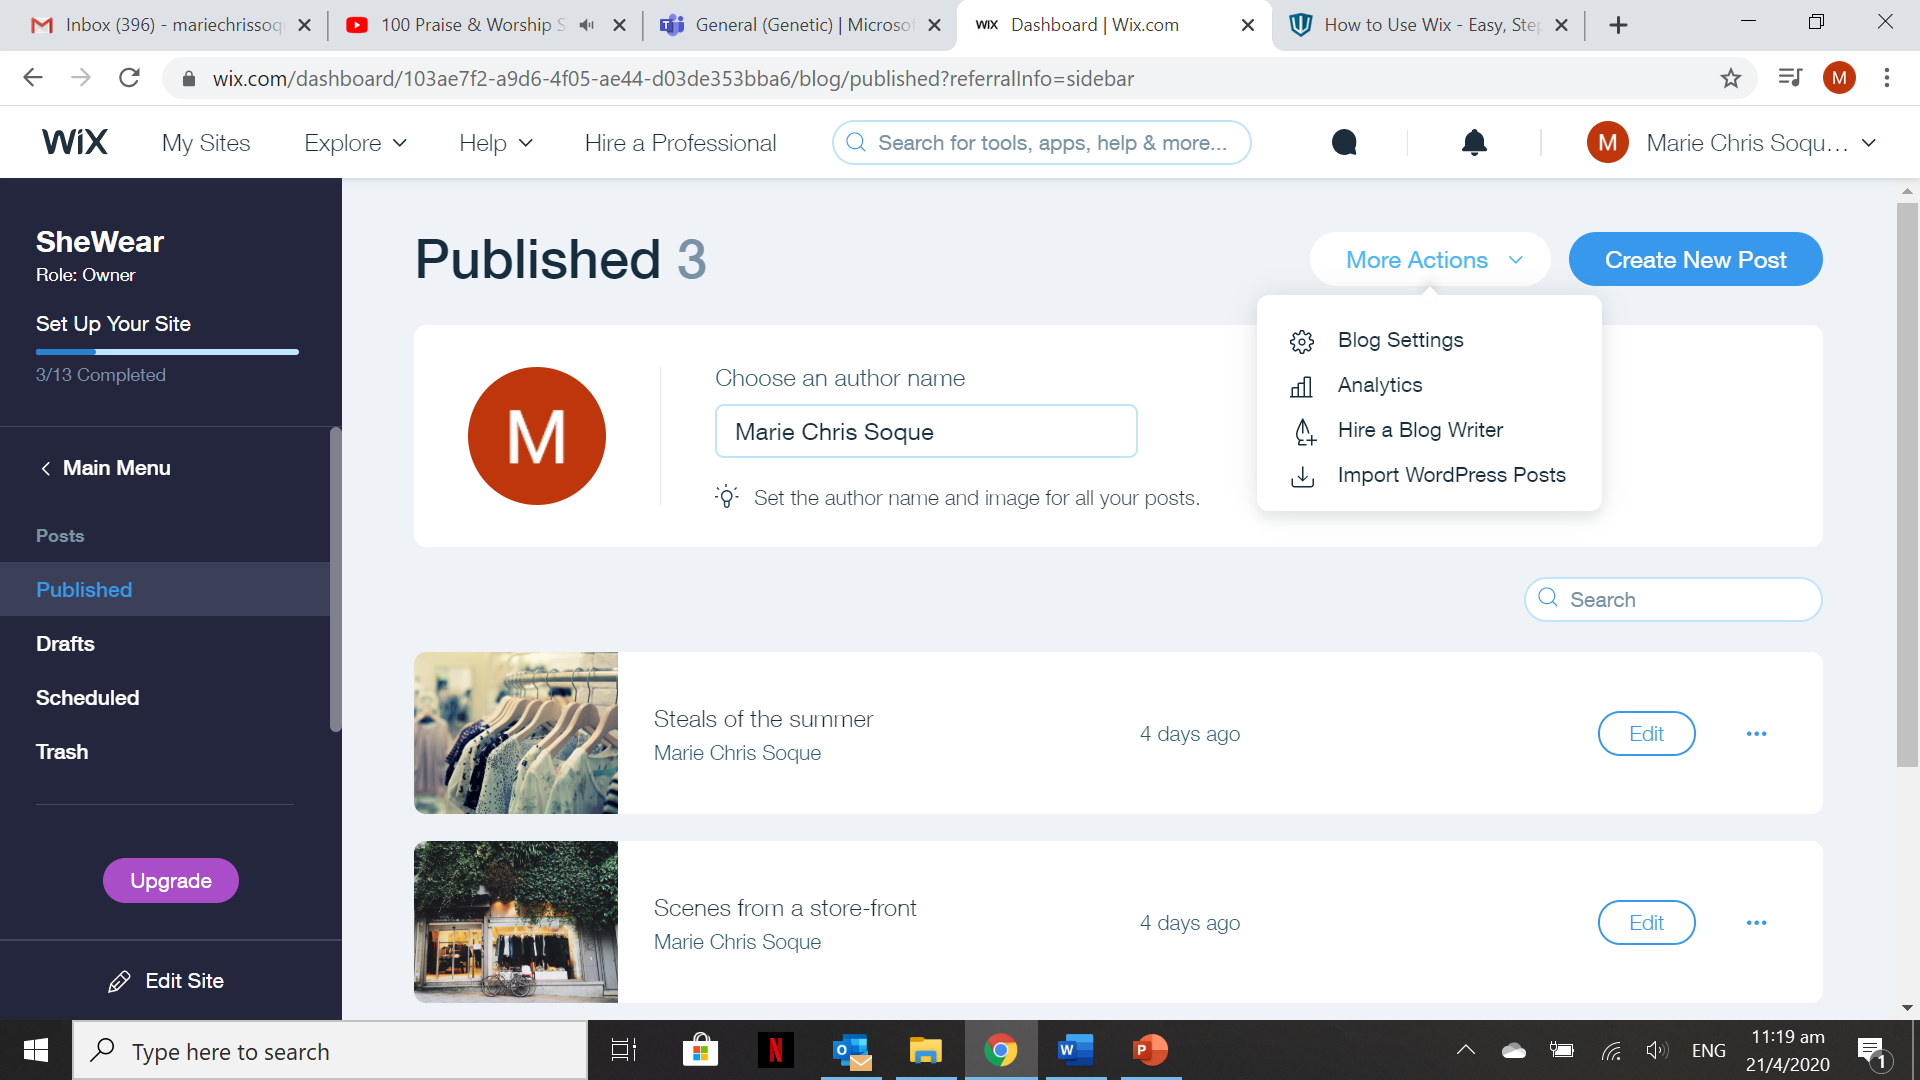 Inbox (396) - mariechrissoq
100 Praise & Worship S
General (Genetic) | Microsof
WIX Dashboard | Wix.com
How to Use Wix - Easy, Step
wix.com/dashboard/103ae7f2-a9d6-4f05-ae44-d03de353bba6/blog/published?referralInfo=sidebar
M
WiX
My Sites
Explore
Help
Hire a Professional
Search for tools, apps, help & more...
M
Marie Chris Soqu...
SheWear
Role: Owner
Set Up Your Site
3/13 Completed
Main Menu
Posts
Published
Drafts
Scheduled
Trash
Upgrade
Edit Site
Published 3
More Actions
Create New Post
Blog Settings
Analytics
Hire a Blog Writer
Import WordPress Posts
M
Choose an author name
Marie Chris Soque
Set the author name and image for all your posts.
Search
Steals of the summer
Marie Chris Soque
4 days ago
Edit
Scenes from a store-front
Marie Chris Soque
4 days ago
Edit
Type here to search
N
O
W
P
ENG
11:19 am
21/4/2020
1